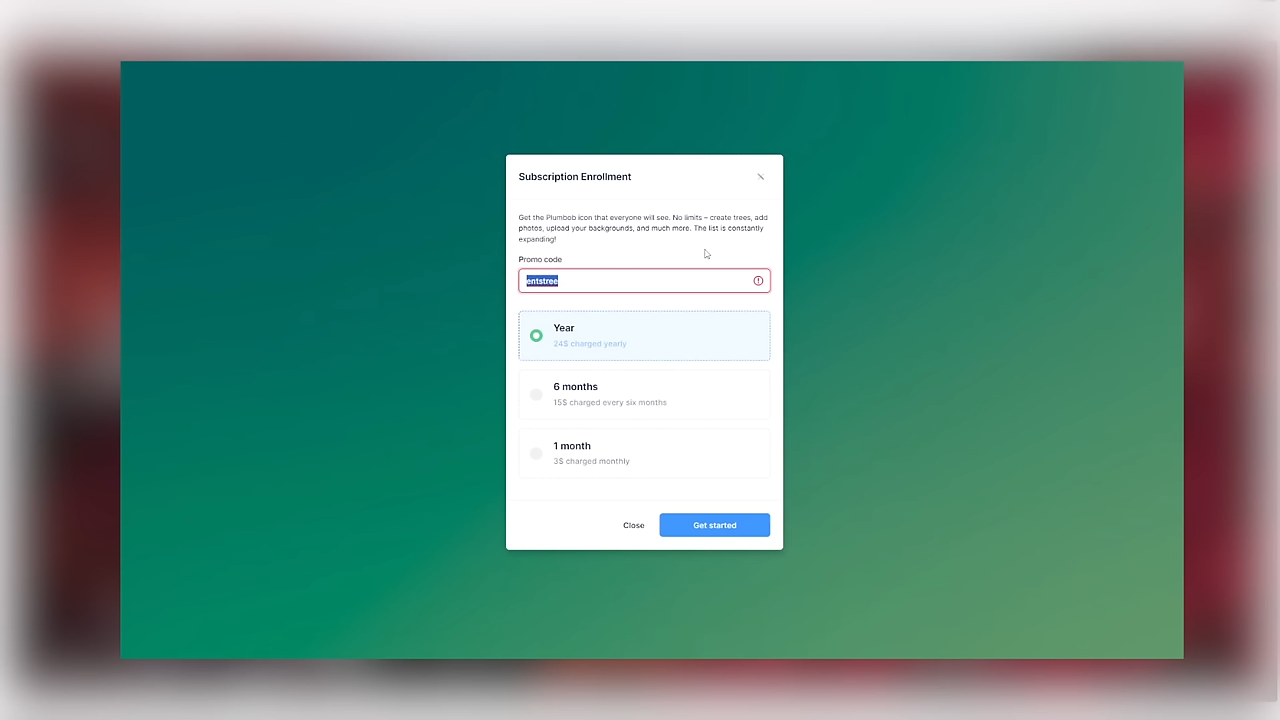 Subscription Enrollment
Get the Plumbob icon that everyone will see. No limits – create trees, add
photos, upload your backgrounds, and much more. The list is constantly
expanding!
Promo code
entstree
Year
24$ charged yearly
6 months
15$ charged every six months
1 month
3$ charged monthly
Close
Get started